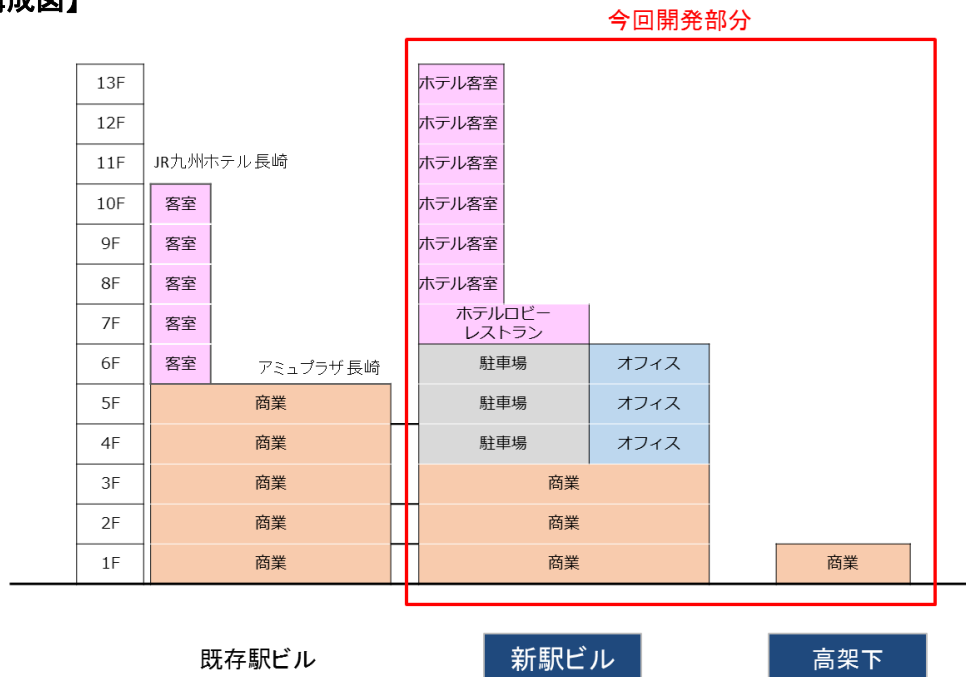 成図】
今回開発部分
13F ホテル客室
12F ホテル客室
11F JR九州ホテル長崎 ホテル客室
10F 客室 ホテル客室
9F 客室 ホテル客室
8F 客室 ホテル客室
7F 客室 ホテルロビー
レストラン
6F 客室 アミュプラザ長崎 駐車場 オフィス
5F 商業 駐車場 オフィス
4F 商業 駐車場 オフィス
3F 商業 商業
2F 商業 商業
1F 商業 商業 商業
既存駅ビル 新駅ビル 高架下